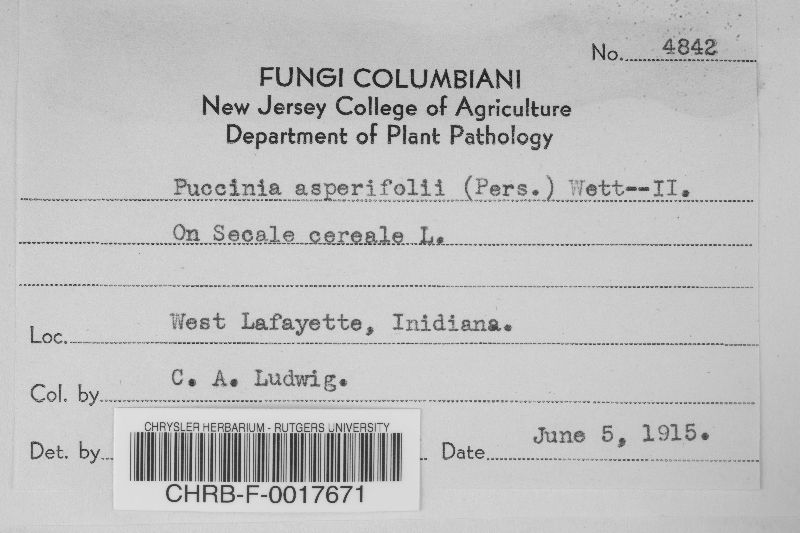 No. 4842
FUNGI COLUMBIANI
New Jersey College of Agriculture
Department of Plant Pathology
Puccinia asperifolii (Pers.) Wett--II.
On Secale cereale L.
Loc. West Lafayette, Inidiana.
Col. by C. A. Ludwig.
Det. by Date June 5, 1915.
CHRYSLER HERBARIUM - RUTGERS UNIVERSITY
CHRB-F-0017671